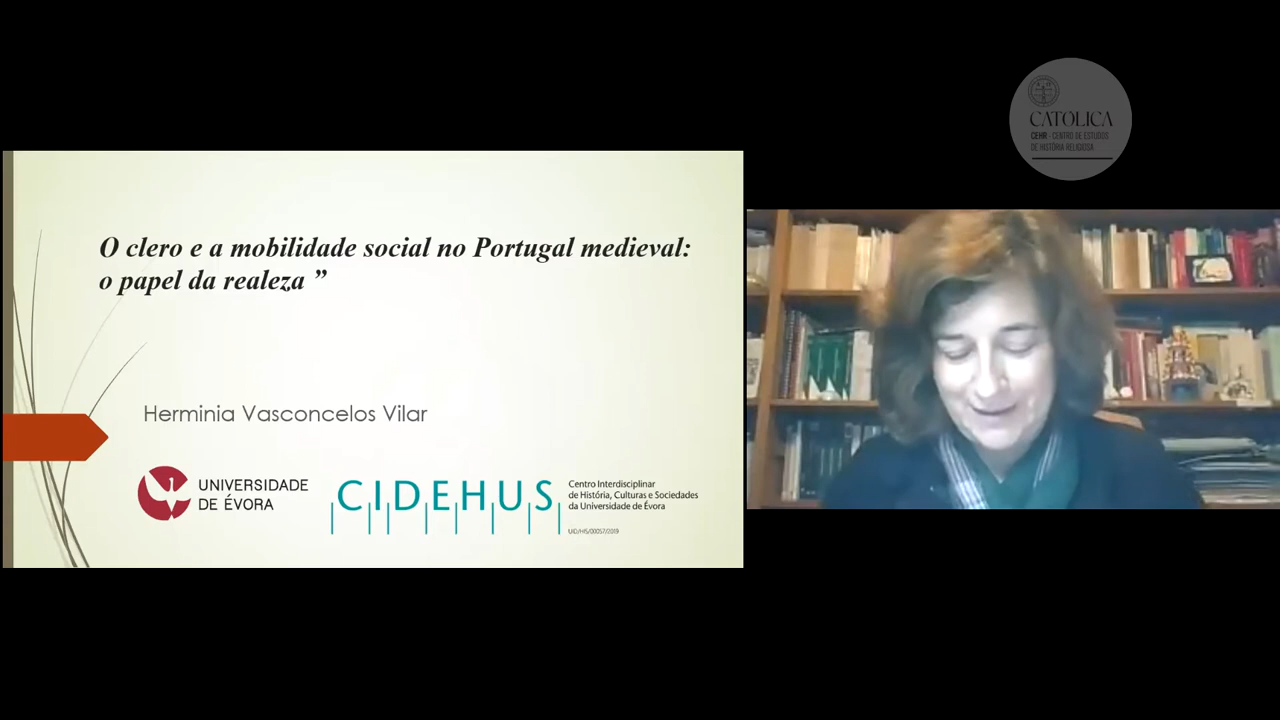 CATOLICA
CEHR - CENTRO DE ESTUDOS
DE HISTÓRIA RELIGIOSA
O clero e a mobilidade social no Portugal medieval:
o papel da realeza ”
Herminia Vasconcelos Vilar
UNIVERSIDADE
DE ÉVORA
CIDEHUS
Centro Interdisciplinar
de História, Culturas e Sociedades
da Universidade de Évora
UID/HIS/00057/2019